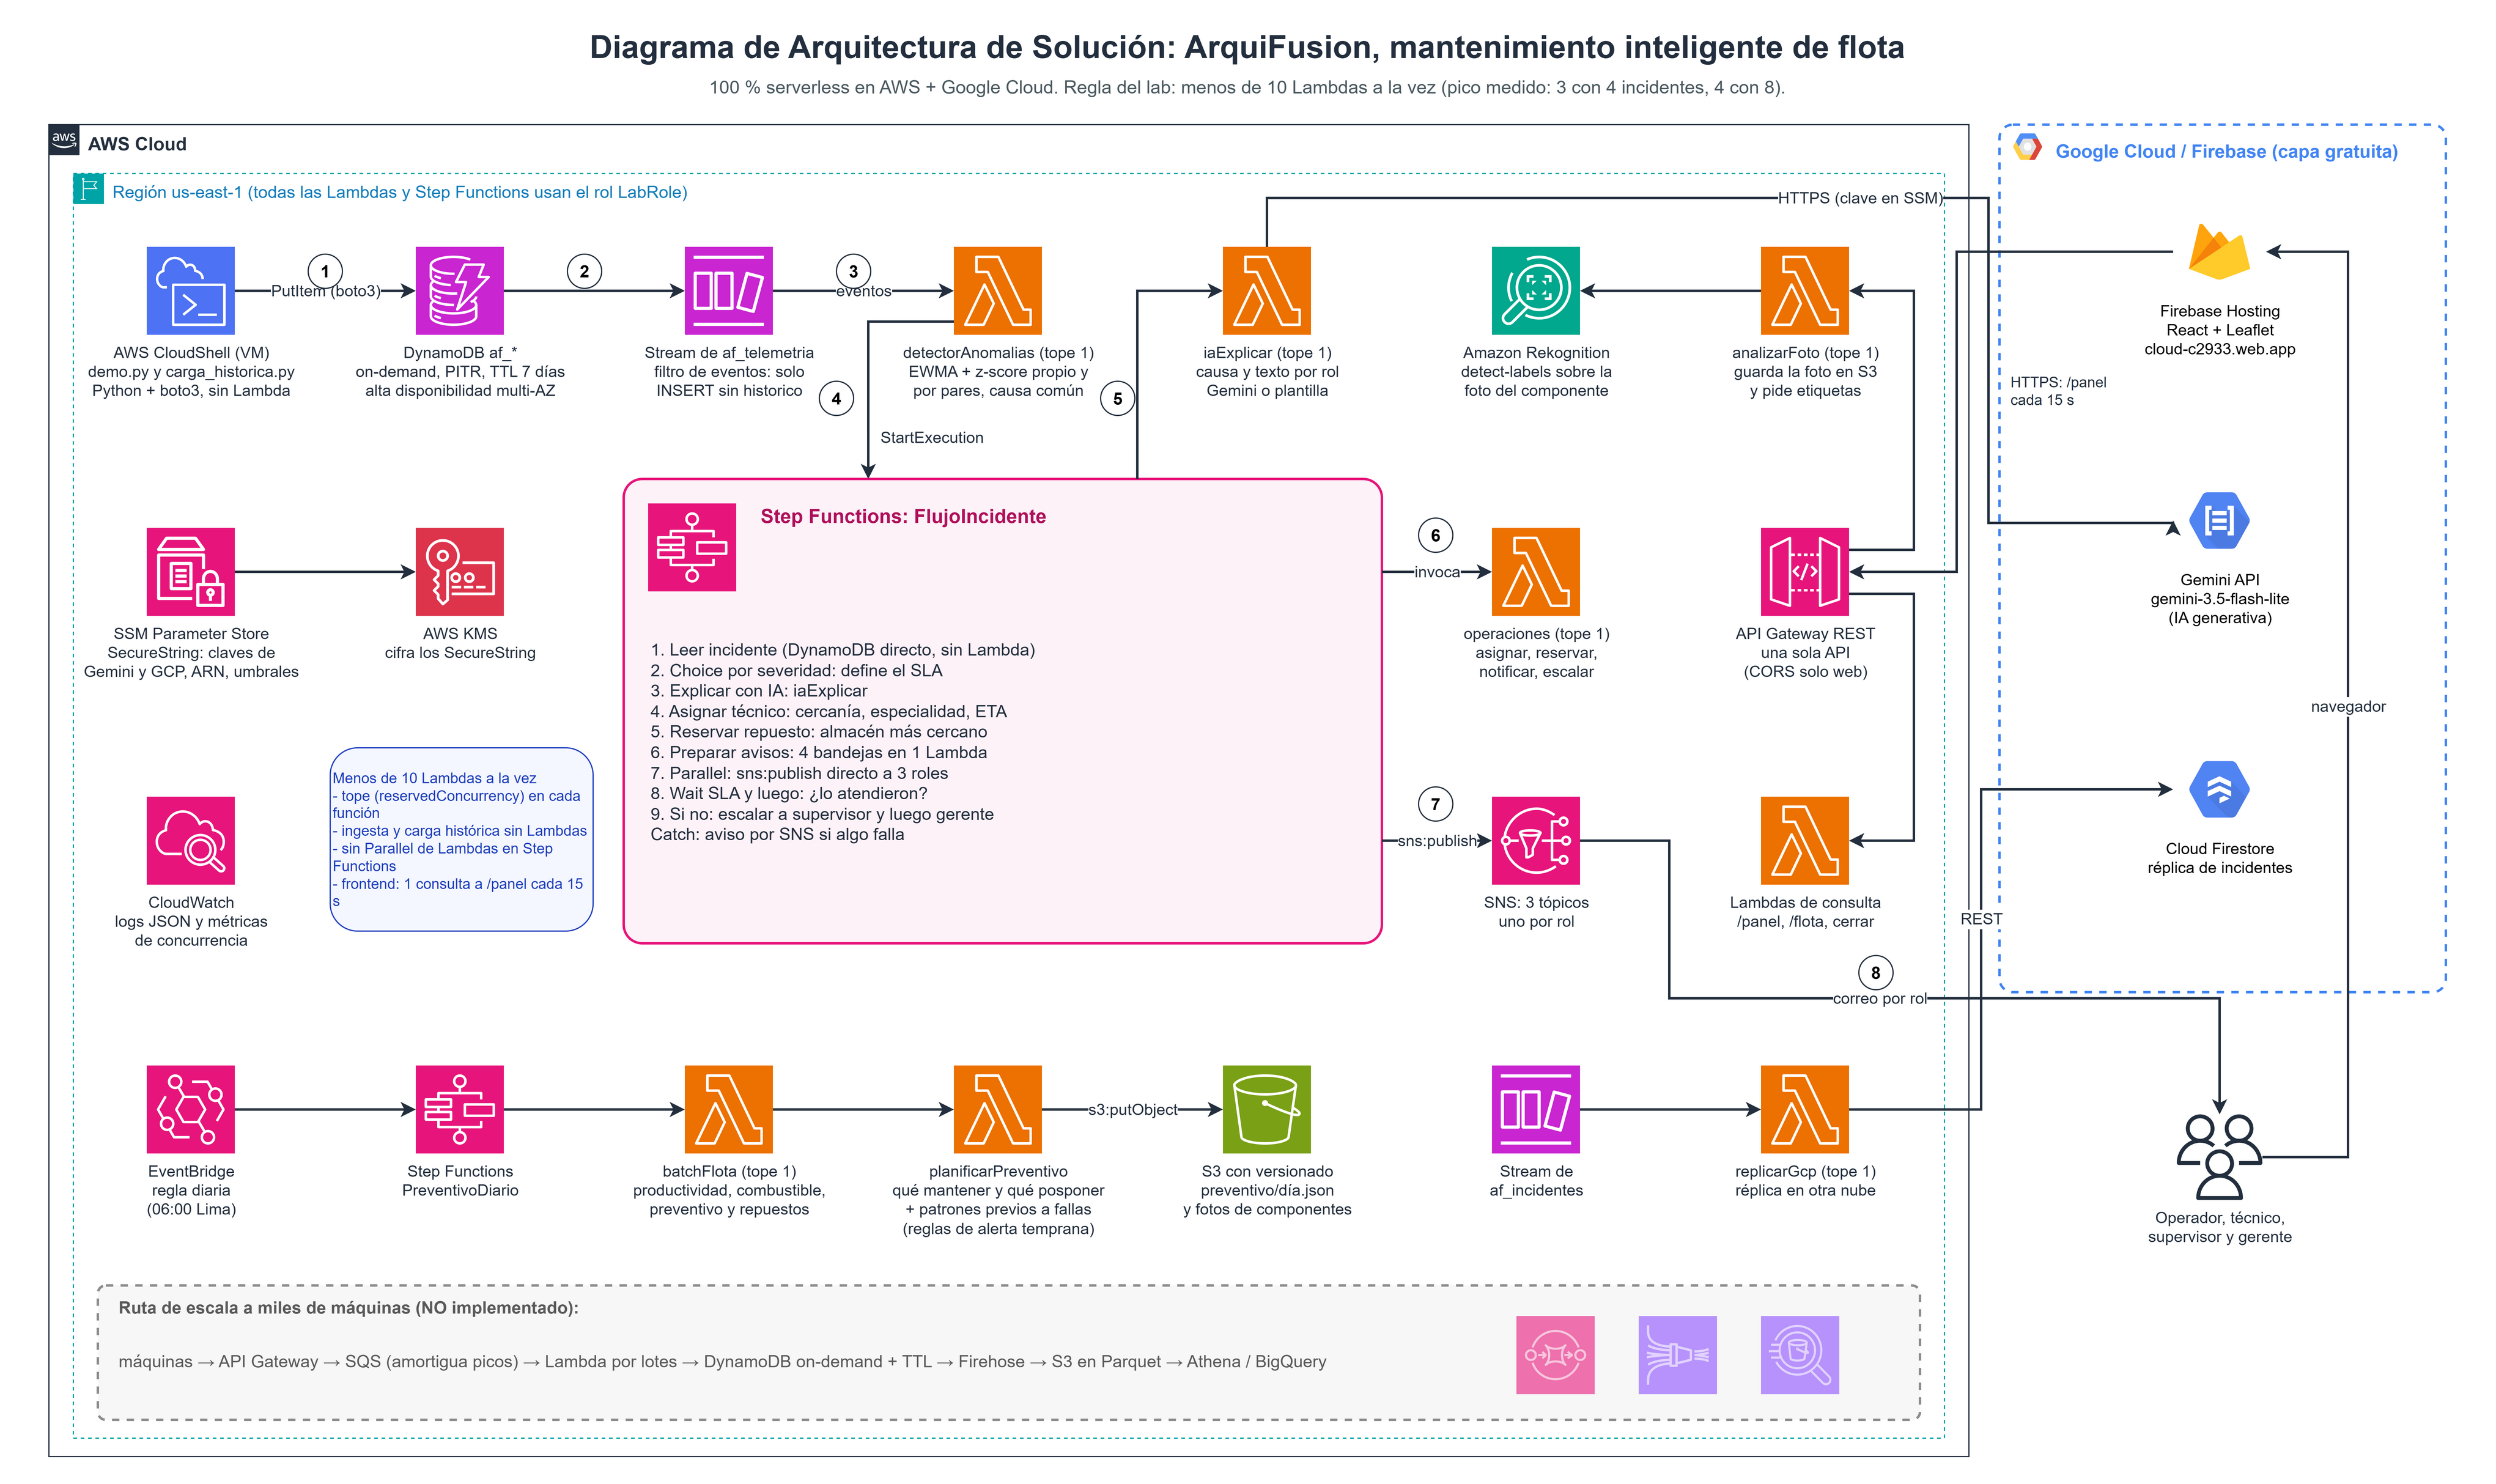 Diagrama de Arquitectura de Solución: ArquiFusion, mantenimiento inteligente de flota
100 % serverless en AWS + Google Cloud. Regla del lab: menos de 10 Lambdas a la vez (pico medido: 3 con 4 incidentes, 4 con 8).
aws
AWS Cloud
Región us-east-1 (todas las Lambdas y Step Functions usan el rol LabRole)
HTTPS (clave en SSM)
Google Cloud / Firebase (capa gratuita)
1
PutItem (boto3)
2
3
eventos
AWS CloudShell (VM)
demo.py y carga_historica.py
Python + boto3, sin Lambda
DynamoDB af_*
on-demand, PITR, TTL 7 días
alta disponibilidad multi-AZ
Stream de af_telemetria
filtro de eventos: solo
INSERT sin historico
detectorAnomalias (tope 1)
EWMA + z-score propio y
por pares, causa común
iaExplicar (tope 1)
causa y texto por rol
Gemini o plantilla
Amazon Rekognition
detect-labels sobre la
foto del componente
analizarFoto (tope 1)
guarda la foto en S3
y pide etiquetas
Firebase Hosting
React + Leaflet
cloud-c2933.web.app
HTTPS: /panel
cada 15 s
4
StartExecution
5
Step Functions: FlujoIncidente
1. Leer incidente (DynamoDB directo, sin Lambda)
2. Choice por severidad: define el SLA
3. Explicar con IA: iaExplicar
4. Asignar técnico: cercanía, especialidad, ETA
5. Reservar repuesto: almacén más cercano
6. Preparar avisos: 4 bandejas en 1 Lambda
7. Parallel: sns:publish directo a 3 roles
8. Wait SLA y luego: ¿lo atendieron?
9. Si no: escalar a supervisor y luego gerente
Catch: aviso por SNS si algo falla
SSM Parameter Store
SecureString: claves de
Gemini y GCP, ARN, umbrales
AWS KMS
cifra los SecureString
6
invoca
operaciones (tope 1)
asignar, reservar,
notificar, escalar
API Gateway REST
una sola API
(CORS solo web)
Gemini API
gemini-3.5-flash-lite
(IA generativa)
navegador
Menos de 10 Lambdas a la vez
- tope (reservedConcurrency) en cada
función
- ingesta y carga histórica sin Lambdas
- sin Parallel de Lambdas en Step
Functions
- frontend: 1 consulta a /panel cada 15
s
CloudWatch
logs JSON y métricas
de concurrencia
7
sns:publish
SNS: 3 tópicos
uno por rol
Lambdas de consulta
/panel, /flota, cerrar
Cloud Firestore
réplica de incidentes
REST
8
correo por rol
EventBridge
regla diaria
(06:00 Lima)
Step Functions
PreventivoDiario
batchFlota (tope 1)
productividad, combustible,
preventivo y repuestos
planificarPreventivo
qué mantener y qué posponer
+ patrones previos a fallas
(reglas de alerta temprana)
s3:putObject
S3 con versionado
preventivo/día.json
y fotos de componentes
Stream de
af_incidentes
replicarGcp (tope 1)
réplica en otra nube
Operador, técnico,
supervisor y gerente
Ruta de escala a miles de máquinas (NO implementado):
máquinas → API Gateway → SQS (amortigua picos) → Lambda por lotes → DynamoDB on-demand + TTL → Firehose → S3 en Parquet → Athena / BigQuery